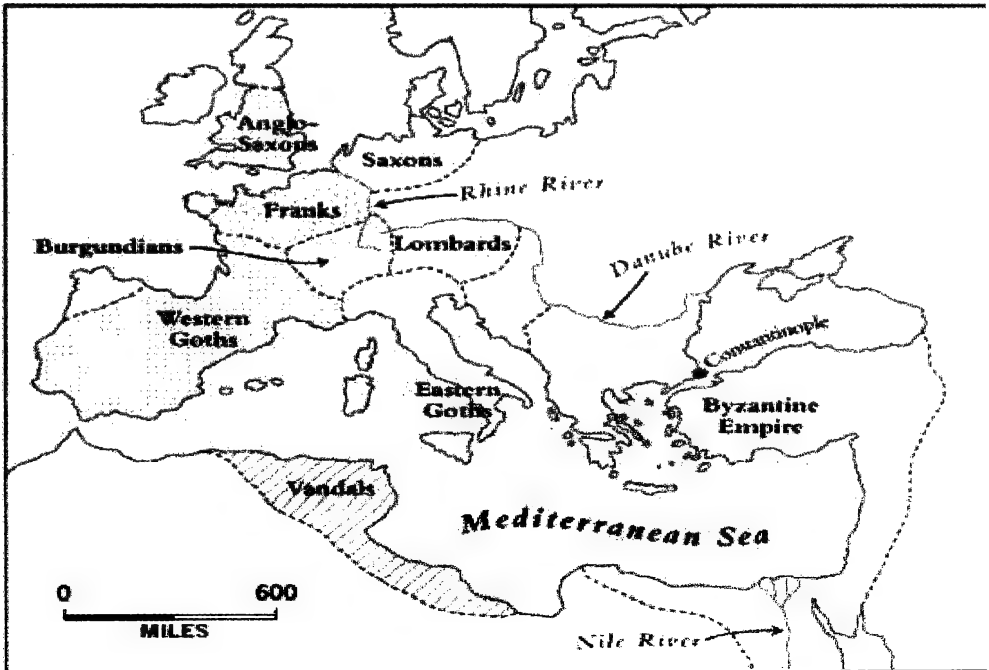 Anglo-
Saxons
Saxons
Rhine River
Franks
Burgundians
Lombards
Danube River
Western
Goths
Constantinople
Eastern
Goths
Byzantine
Empire
Vandals
Mediterranean Sea
0 600
MILES
Nile River